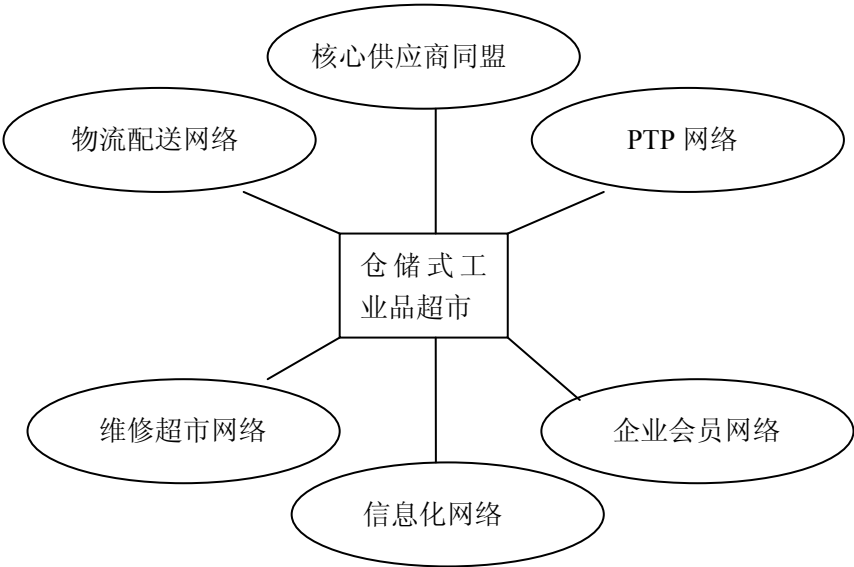 核心供应商同盟
物流配送网络
PTP 网络
仓储式工
业品超市
维修超市网络
企业会员网络
信息化网络